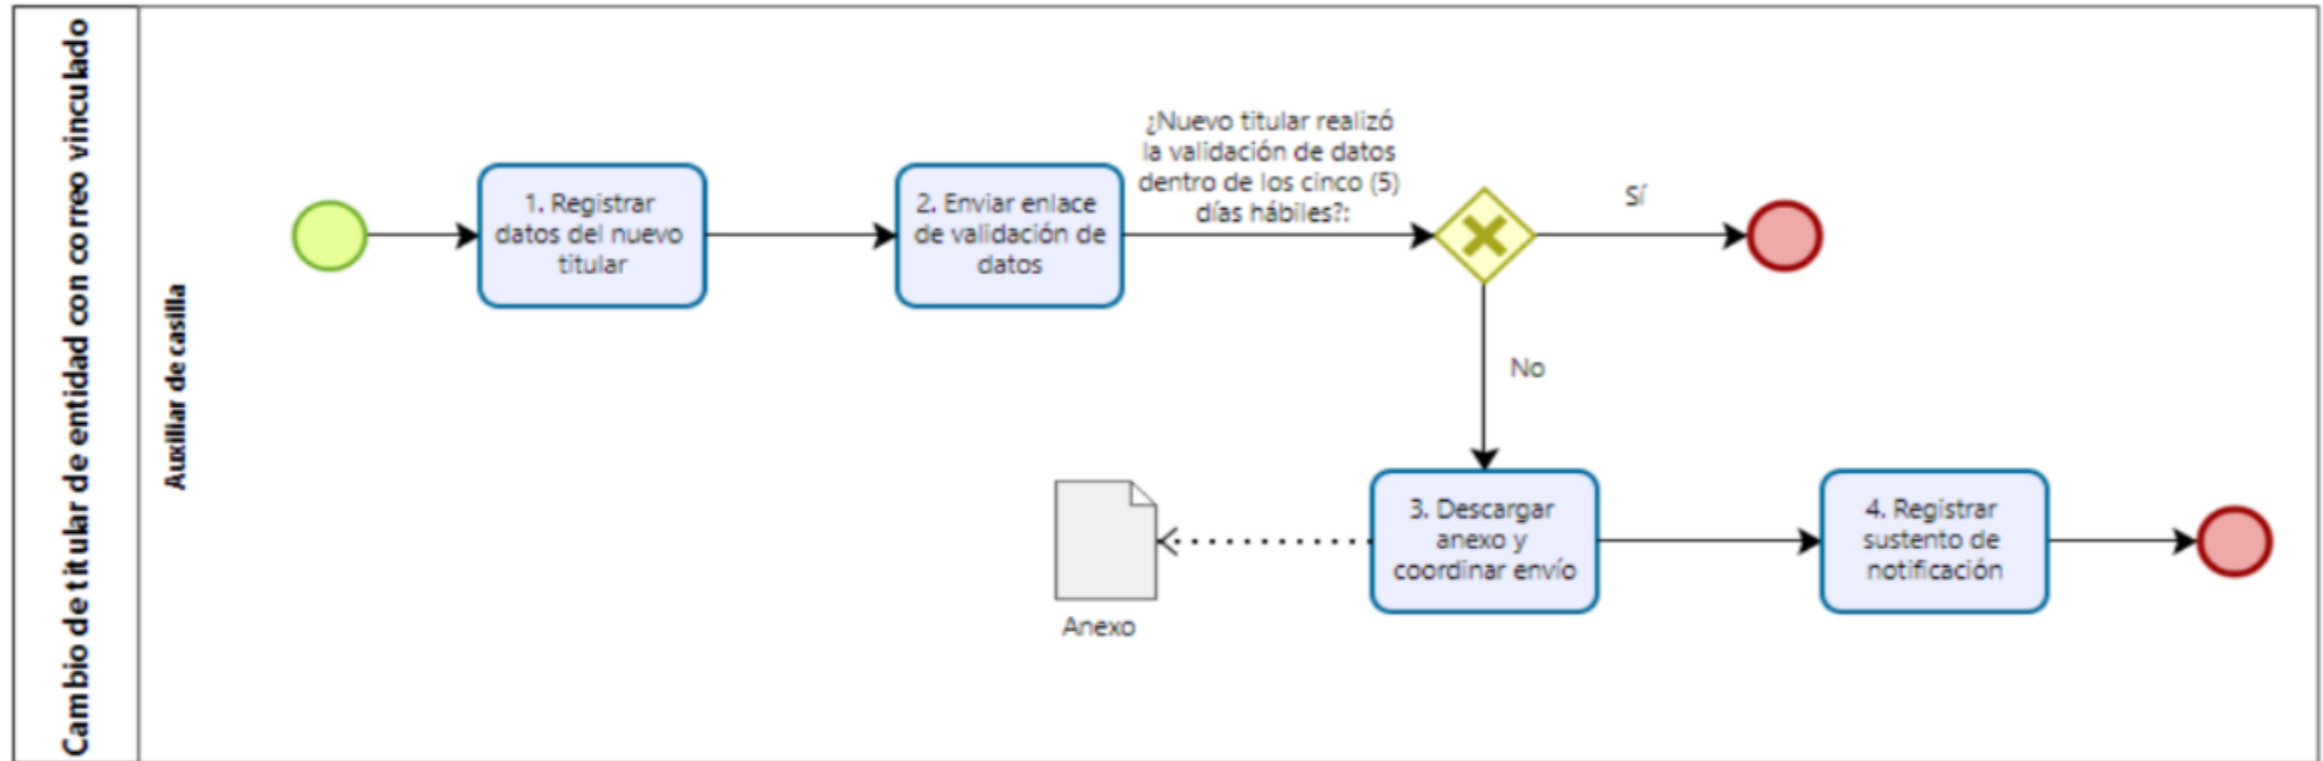 Cambio de titular de entidad con correo vinculado
Auxiliar de casilla
1. Registrar
datos del nuevo
titular
2. Enviar enlace
de validación de
datos
¿Nuevo titular realizó
la validación de datos
dentro de los cinco (5)
días hábiles?:
Sí
No
Anexo
3. Descargar
anexo y
coordinar envío
4. Registrar
sustento de
notificación